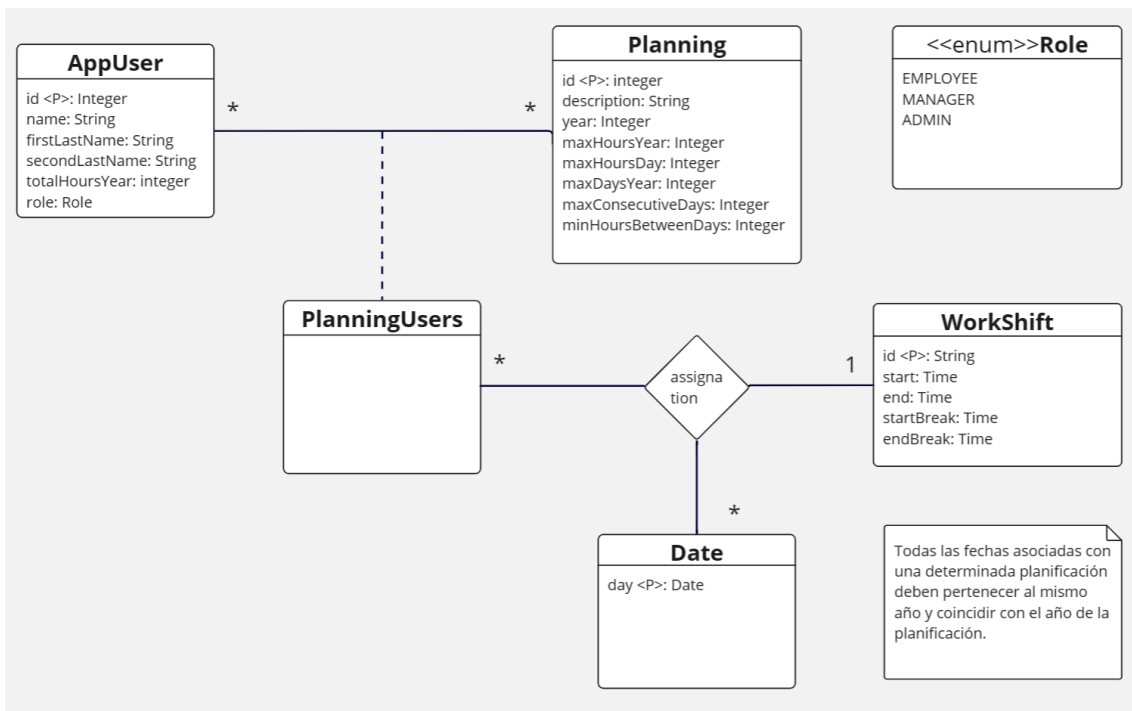 AppUser
id <P>: Integer
name: String
firstLastName: String
secondLastName: String
totalHoursYear: integer
role: Role
*
*
Planning
id <P>: integer
description: String
year: Integer
maxHoursYear: Integer
maxHoursDay: Integer
maxDaysYear: Integer
maxConsecutiveDays: Integer
minHoursBetweenDays: Integer
<<enum>>Role
EMPLOYEE
MANAGER
ADMIN
PlanningUsers
*
assigna
tion
1
WorkShift
id <P>: String
start: Time
end: Time
startBreak: Time
endBreak: Time
*
Date
day <P>: Date
Todas las fechas asociadas con
una determinada planificación
deben pertenecer al mismo
año y coincidir con el año de la
planificación.